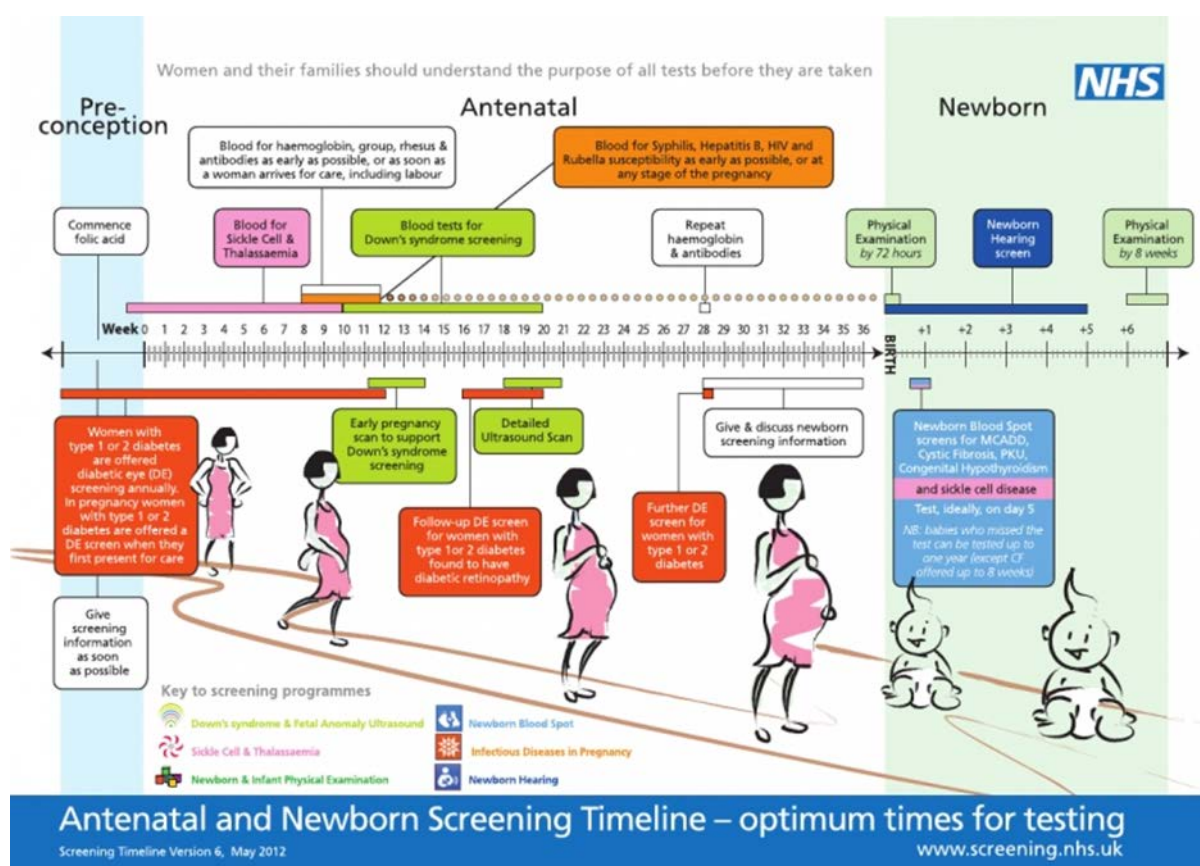 Women and their families should understand the purpose of all tests before they are taken
NHS
Pre-
conception
Antenatal
Newborn
Blood for haemoglobin, group, rhesus &
antibodies as early as possible, or as soon as
a woman arrives for care, including labour
Blood for Syphilis, Hepatitis B, HIV and
Rubella susceptibility as early as possible, or at
any stage of the pregnancy
Commence
folic acid
Blood for
Sickle Cell &
Thalassaemia
Blood tests for
Down's syndrome screening
Repeat
haemoglobin
& antibodies
Physical
Examination
by 72 hours
Newborn
Hearing
screen
Physical
Examination
by 8 weeks
Week 0 1 2 3 4 5 6 7 8 9 10 11 12 13 14 15 16 17 18 19 20 21 22 23 24 25 26 27 28 29 30 31 32 33 34 35 36
BIRTH
+1 +2 +3 +4 +5 +6
Women with
type 1 or 2 diabetes
are offered
diabetic eye (DE)
screening annually.
In pregnancy women
with type 1 or 2
diabetes are offered a
DE screen when they
first present for care
Early pregnancy
scan to support
Down's syndrome
screening
Detailed
Ultrasound Scan
Give & discuss newborn
screening information
Newborn Blood Spot
screens for MCADD,
Cystic Fibrosis, PKU,
Congenital Hypothyroidism
and sickle cell disease
Test, ideally, on day 5
NB: babies who missed the
test can be tested up to
one year (except CF
offered up to 8 weeks)
Follow-up DE screen
for women with
type 1or 2 diabetes
found to have
diabetic retinopathy
Further DE
screen for
women with
type 1 or 2
diabetes
Give
screening
information
as soon
as possible
Key to screening programmes
Down's syndrome & Fetal Anomaly Ultrasound
Sickle Cell & Thalassaemia
Newborn & Infant Physical Examination
Newborn Blood Spot
Infectious Diseases in Pregnancy
Newborn Hearing
Antenatal and Newborn Screening Timeline – optimum times for testing
Screening Timeline Version 6, May 2012
www.screening.nhs.uk